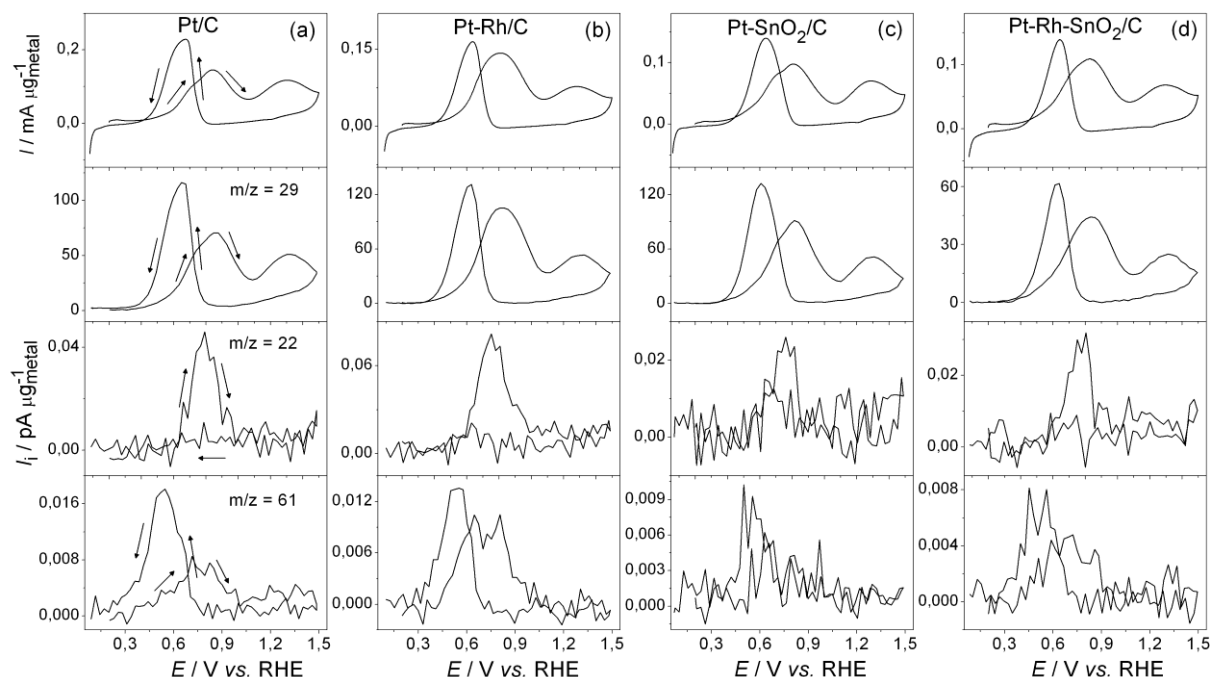 Pt/C (a)
Pt-Rh/C (b)
Pt-SnO₂/C (c)
Pt-Rh-SnO₂/C (d)
I / mA μg⁻¹metal
0,2
0,1
0,0
0,15
0,00
0,1
0,0
0,1
0,0
m/z = 29
100
50
0
120
60
0
120
60
0
60
30
0
Iᵢ / pA μg⁻¹metal
m/z = 22
0,04
0,00
0,06
0,00
0,02
0,00
0,03
0,00
m/z = 61
0,016
0,008
0,000
0,012
0,006
0,000
0,009
0,006
0,003
0,000
0,008
0,004
0,000
0,3 0,6 0,9 1,2 1,5
0,3 0,6 0,9 1,2 1,5
0,3 0,6 0,9 1,2 1,5
0,3 0,6 0,9 1,2 1,5
E / V vs. RHE
E / V vs. RHE
E / V vs. RHE
E / V vs. RHE